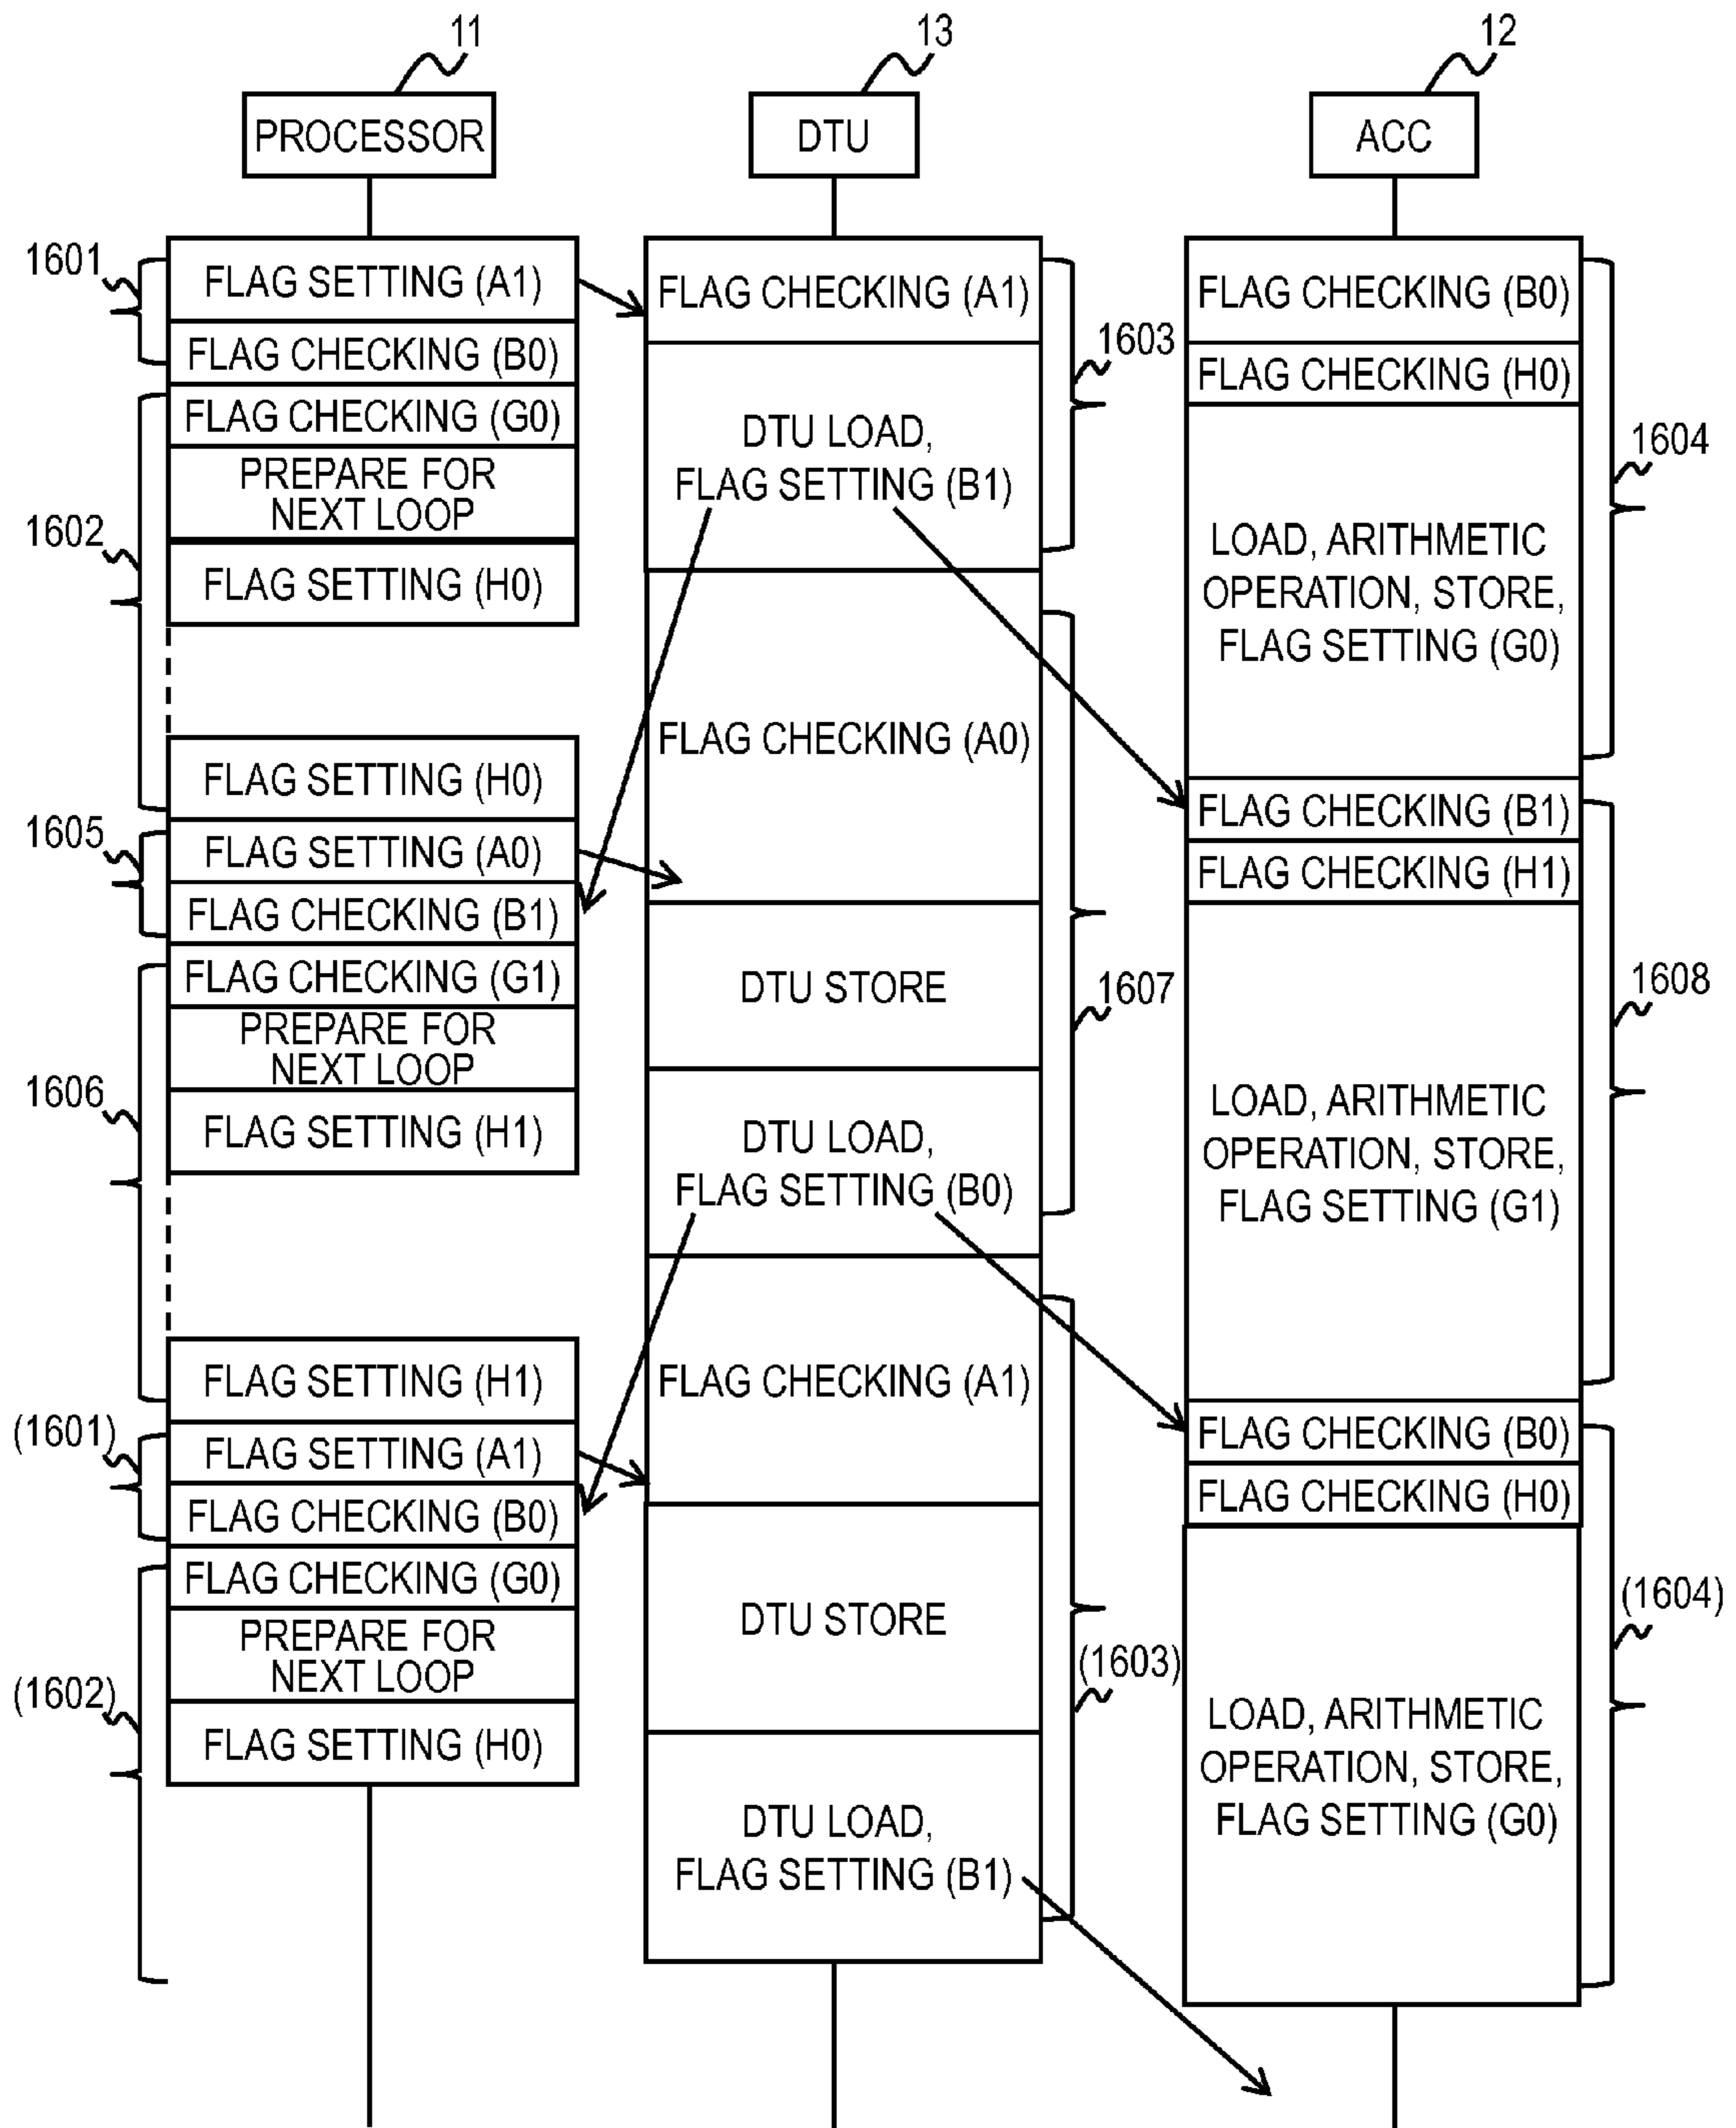 11
13
12
PROCESSOR
DTU
ACC
1601
FLAG SETTING (A1)
FLAG CHECKING (B0)
1602
FLAG CHECKING (G0)
PREPARE FOR
NEXT LOOP
FLAG SETTING (H0)
FLAG SETTING (H0)
1605
FLAG SETTING (A0)
FLAG CHECKING (B1)
1606
FLAG CHECKING (G1)
PREPARE FOR
NEXT LOOP
FLAG SETTING (H1)
FLAG SETTING (H1)
(1601)
FLAG SETTING (A1)
FLAG CHECKING (B0)
(1602)
FLAG CHECKING (G0)
PREPARE FOR
NEXT LOOP
FLAG SETTING (H0)
FLAG CHECKING (A1)
1603
DTU LOAD,
FLAG SETTING (B1)
FLAG CHECKING (A0)
DTU STORE
1607
DTU LOAD,
FLAG SETTING (B0)
FLAG CHECKING (A1)
DTU STORE
(1603)
DTU LOAD,
FLAG SETTING (B1)
FLAG CHECKING (B0)
FLAG CHECKING (H0)
1604
LOAD, ARITHMETIC
OPERATION, STORE,
FLAG SETTING (G0)
FLAG CHECKING (B1)
FLAG CHECKING (H1)
1608
LOAD, ARITHMETIC
OPERATION, STORE,
FLAG SETTING (G1)
FLAG CHECKING (B0)
FLAG CHECKING (H0)
(1604)
LOAD, ARITHMETIC
OPERATION, STORE,
FLAG SETTING (G0)